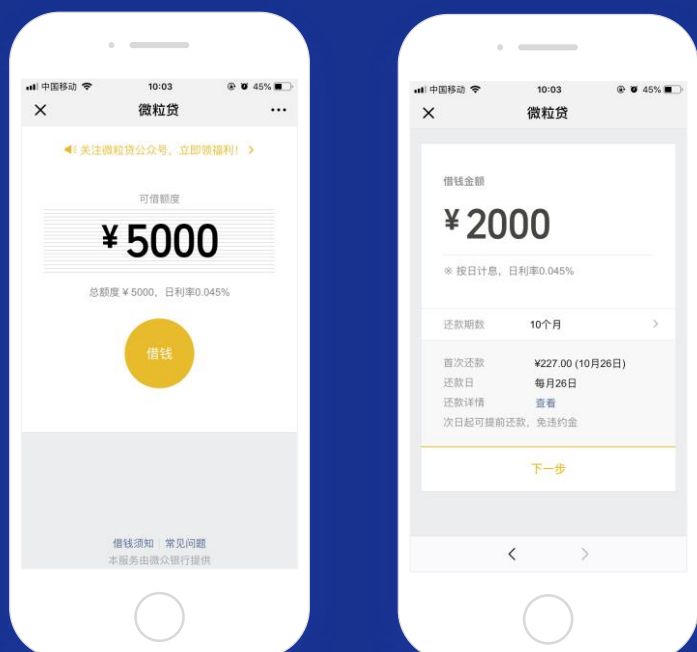 中国移动 10:03 45%
微粒贷
关注微粒贷公众号，立即领福利！
可借额度
¥5000
总额度 ¥ 5000，日利率0.045%
借钱
借钱须知 常见问题
本服务由微众银行提供
中国移动 10:03 45%
微粒贷
借钱金额
¥2000
※ 按日计息，日利率0.045%
还款期数 10个月
首次还款 ¥227.00 (10月26日)
还款日 每月26日
还款详情 查看
次日起可提前还款，免违约金
下一步